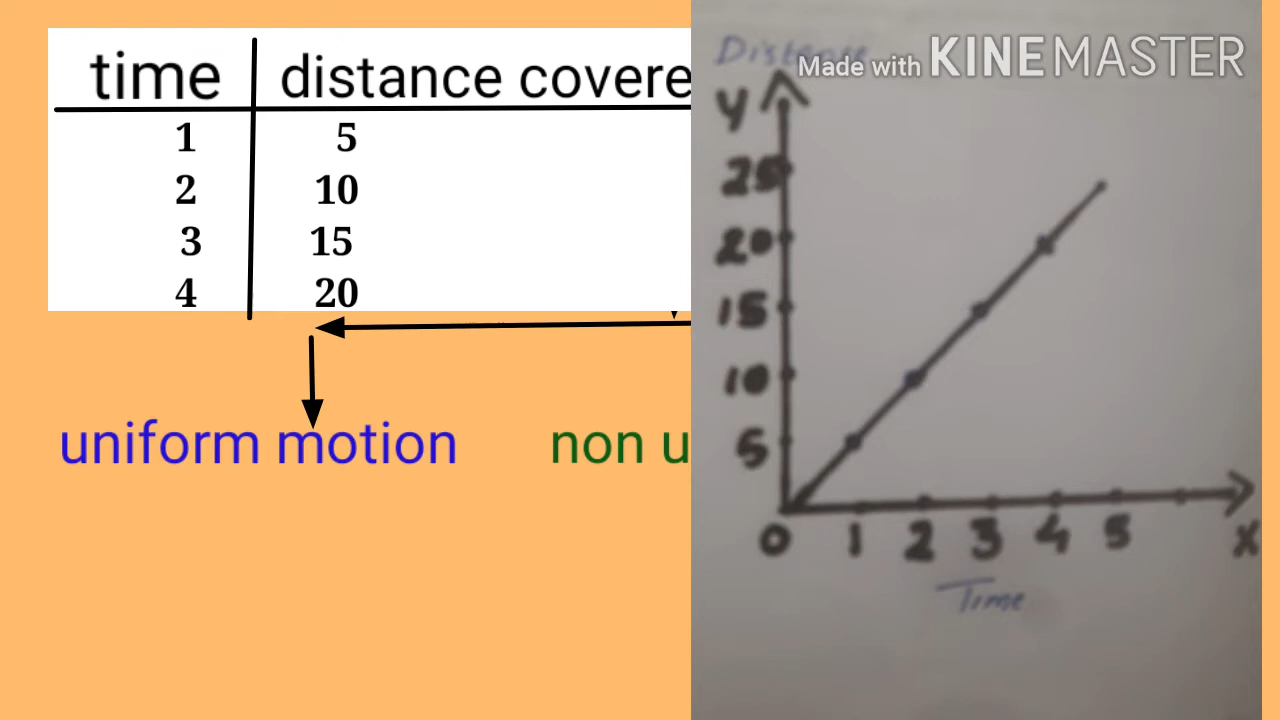 time distance covere
1 5
2 10
3 15
4 20
uniform motion non u
Made with KINEMASTER
Distance
Y
25
20
15
10
5
0 1 2 3 4 5 X
Time